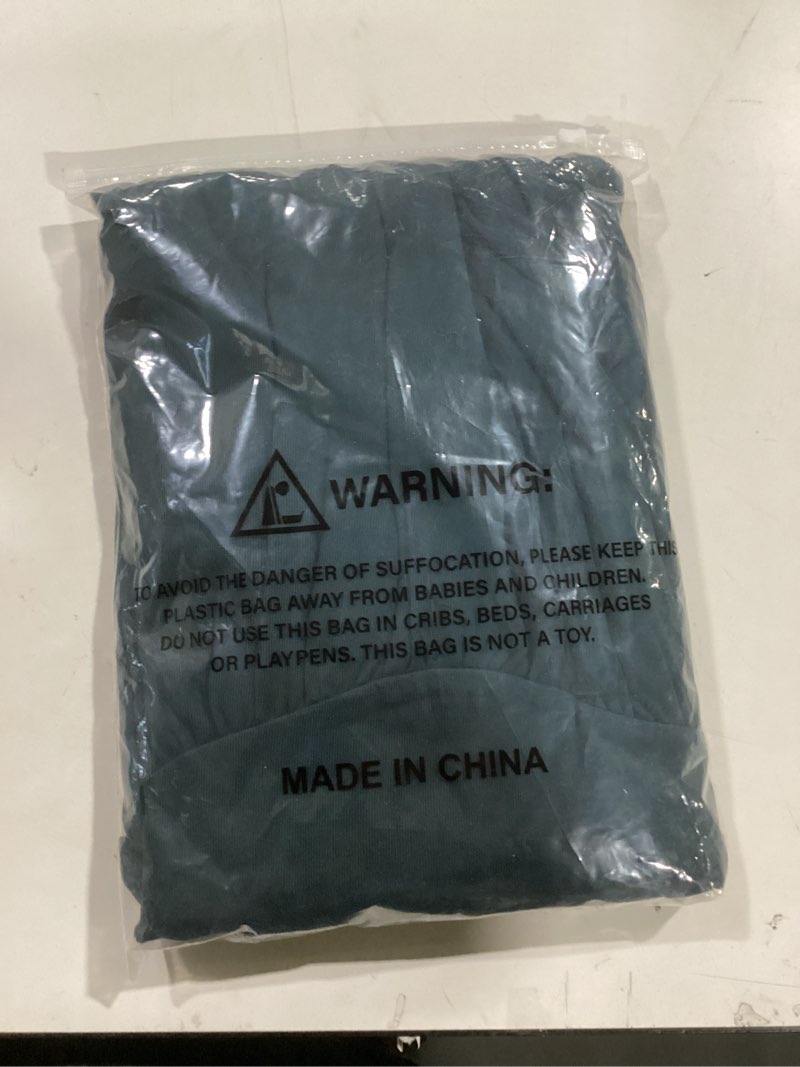 WARNING:
TO AVOID THE DANGER OF SUFFOCATION, PLEASE KEEP THIS
PLASTIC BAG AWAY FROM BABIES AND CHILDREN.
DO NOT USE THIS BAG IN CRIBS, BEDS, CARRIAGES
OR PLAYPENS. THIS BAG IS NOT A TOY.
MADE IN CHINA